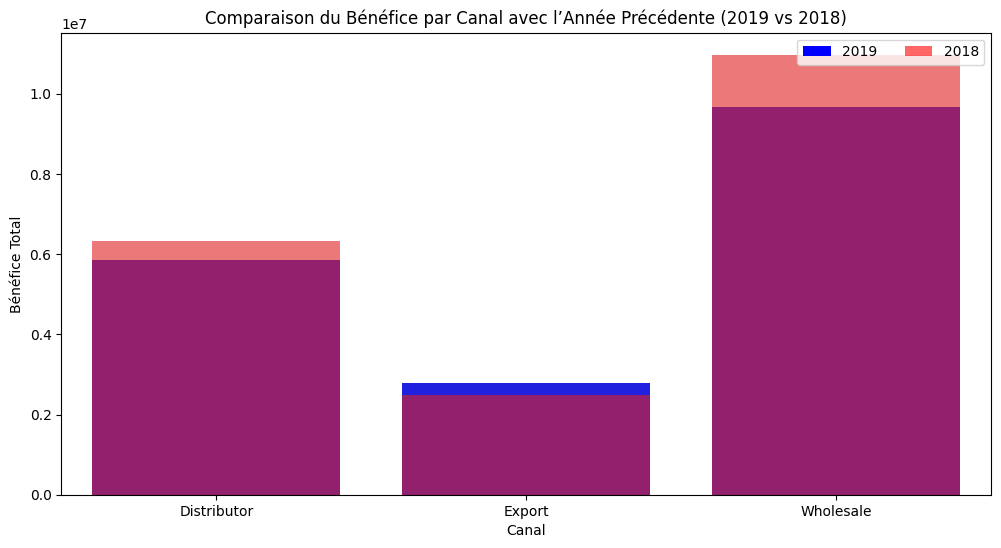 Comparaison du Bénéfice par Canal avec l’Année Précédente (2019 vs 2018)
1e7
2019 2018
1.0
0.8
0.6
0.4
0.2
0.0
Bénéfice Total
Distributor Export Wholesale
Canal